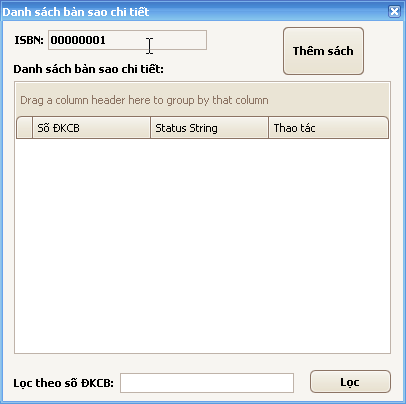 Danh sách bản sao chi tiết
ISBN: 00000001
Thêm sách
Danh sách bản sao chi tiết:
Drag a column header here to group by that column
Số ĐKCB Status String Thao tác
Lọc theo số ĐKCB:
Lọc